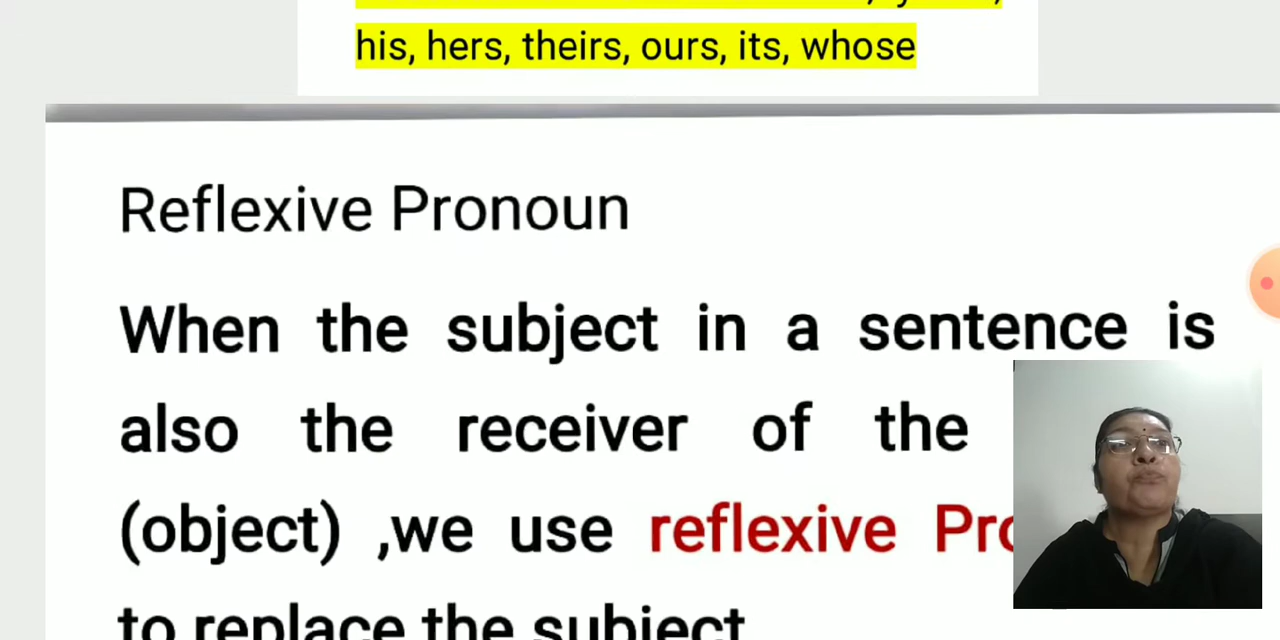 his, hers, theirs, ours, its, whose
Reflexive Pronoun
When the subject in a sentence is
also the receiver of the
(object) ,we use reflexive
to replace the subject